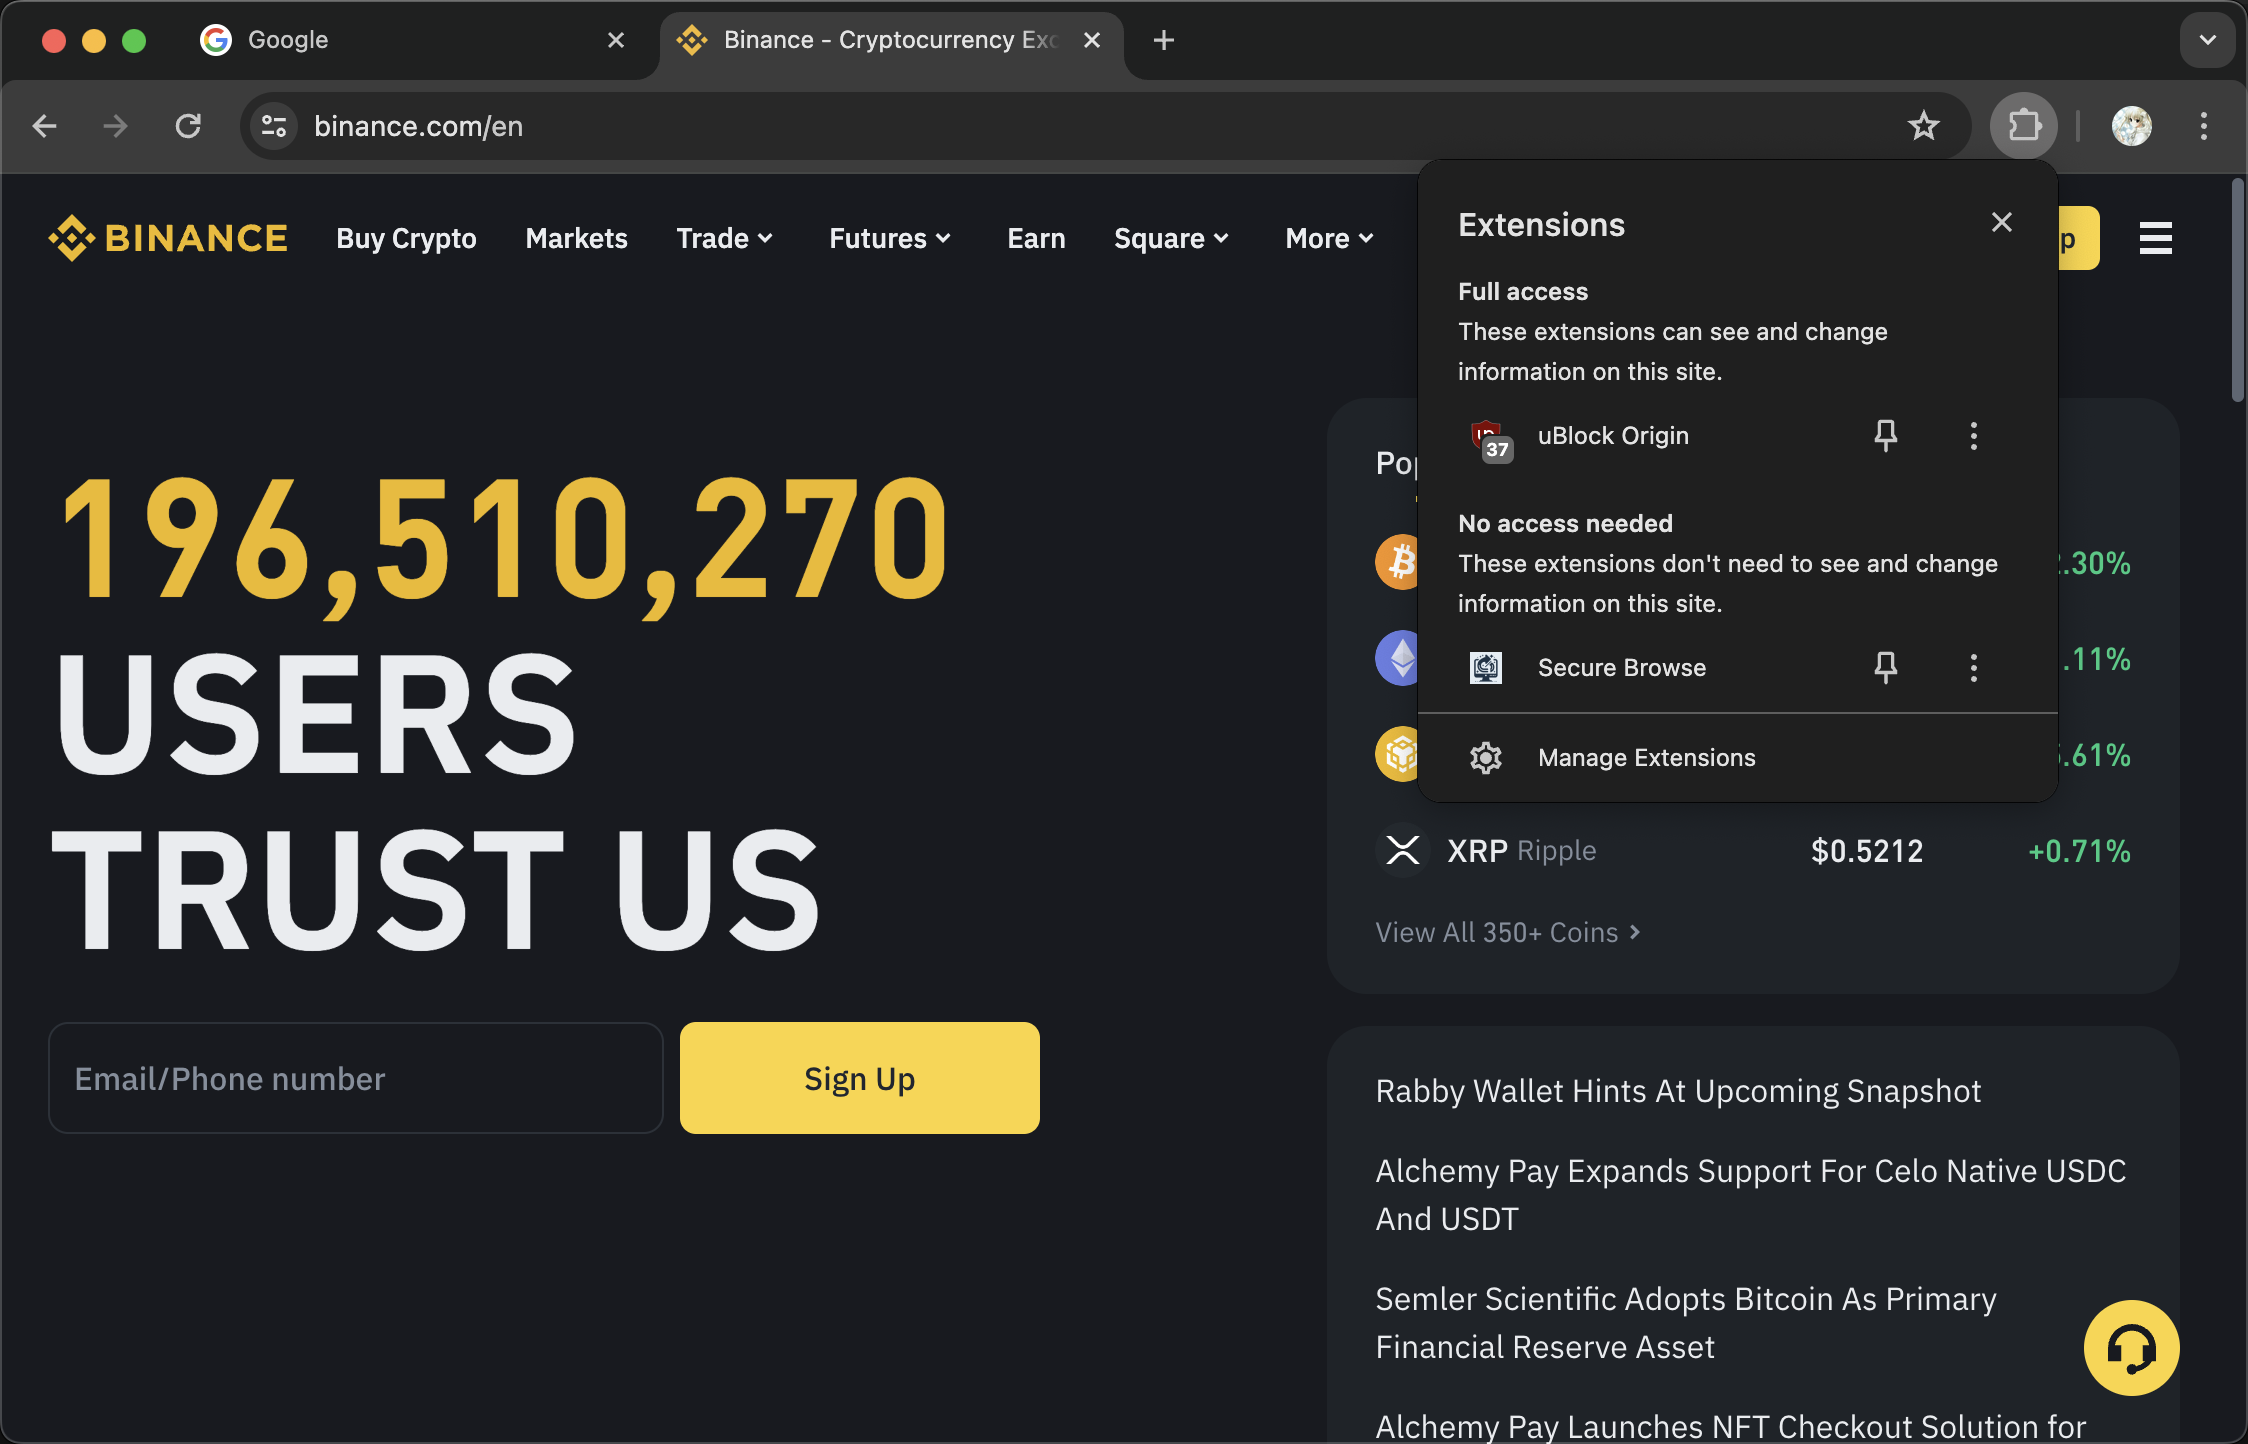 Google
Binance - Cryptocurrency Exc
binance.com/en
BINANCE
Buy Crypto
Markets
Trade
Futures
Earn
Square
More
p
Extensions
Full access
These extensions can see and change
information on this site.
37
uBlock Origin
No access needed
These extensions don't need to see and change
information on this site.
Secure Browse
Manage Extensions
196,510,270
USERS
TRUST US
Email/Phone number
Sign Up
Pop
.30%
.11%
.61%
XRP Ripple $0.5212 +0.71%
View All 350+ Coins
Rabby Wallet Hints At Upcoming Snapshot
Alchemy Pay Expands Support For Celo Native USDC
And USDT
Semler Scientific Adopts Bitcoin As Primary
Financial Reserve Asset
Alchemy Pay Launches NFT Checkout Solution for